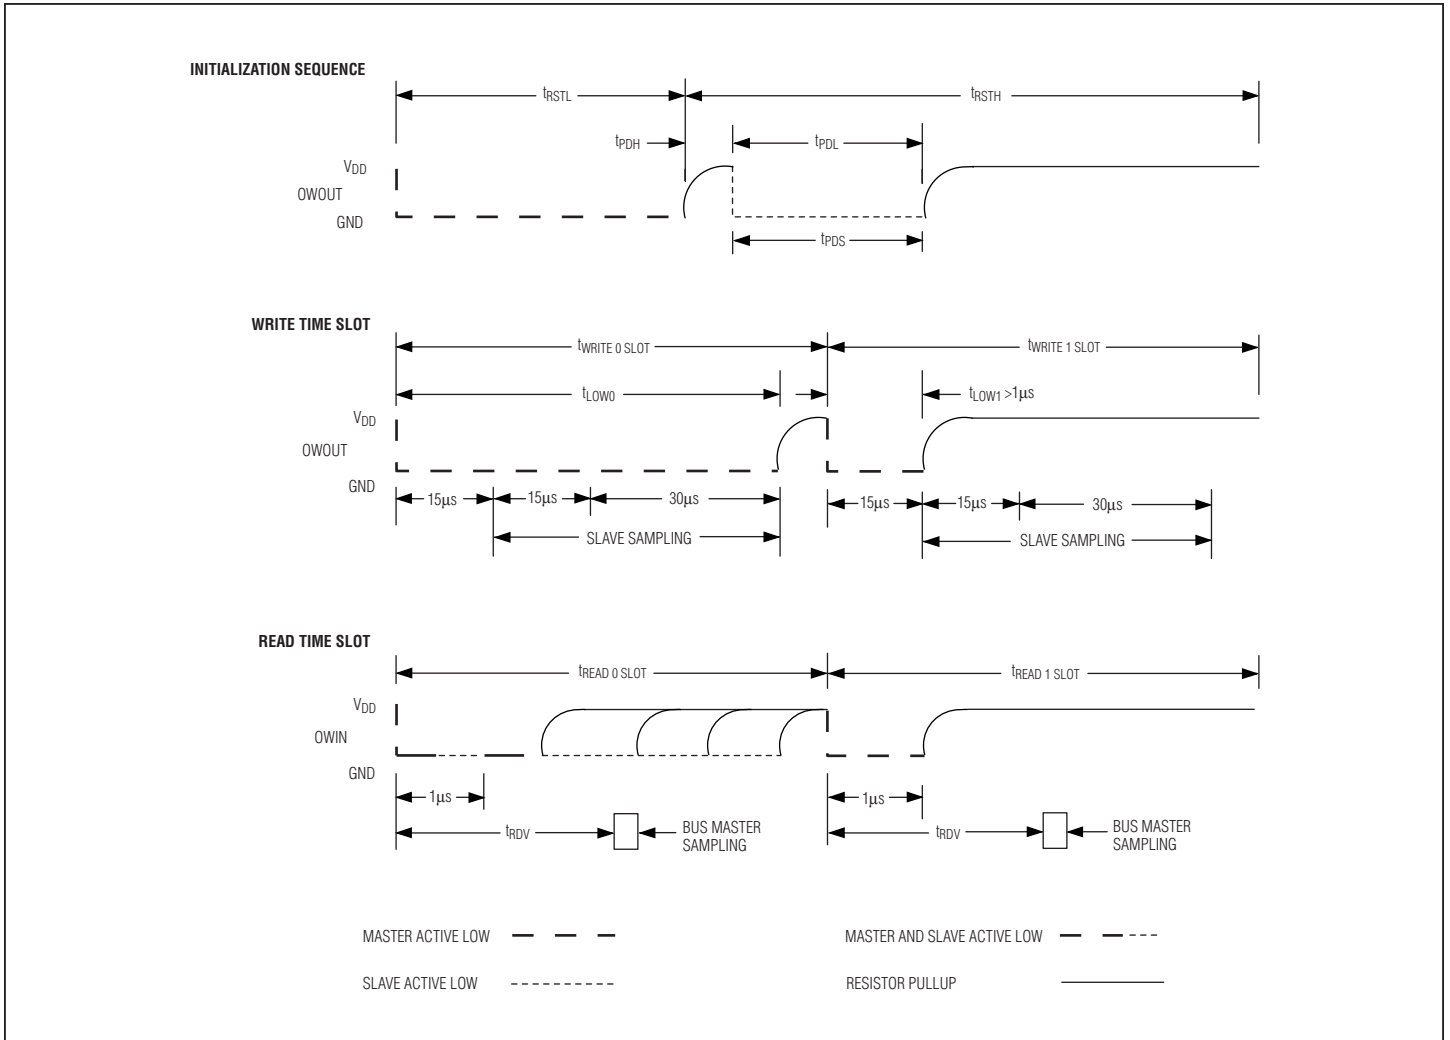 INITIALIZATION SEQUENCE
tRSTL
tRSTH
tPDH
tPDL
VDD
OWOUT
GND
tPDS
WRITE TIME SLOT
tWRITE 0 SLOT
tWRITE 1 SLOT
tLOW0
tLOW1 >1μs
VDD
OWOUT
GND
15μs
15μs
30μs
15μs
15μs
30μs
SLAVE SAMPLING
SLAVE SAMPLING
READ TIME SLOT
tREAD 0 SLOT
tREAD 1 SLOT
VDD
OWIN
GND
1μs
1μs
tRDV
BUS MASTER
SAMPLING
tRDV
BUS MASTER
SAMPLING
MASTER ACTIVE LOW
MASTER AND SLAVE ACTIVE LOW
SLAVE ACTIVE LOW
RESISTOR PULLUP